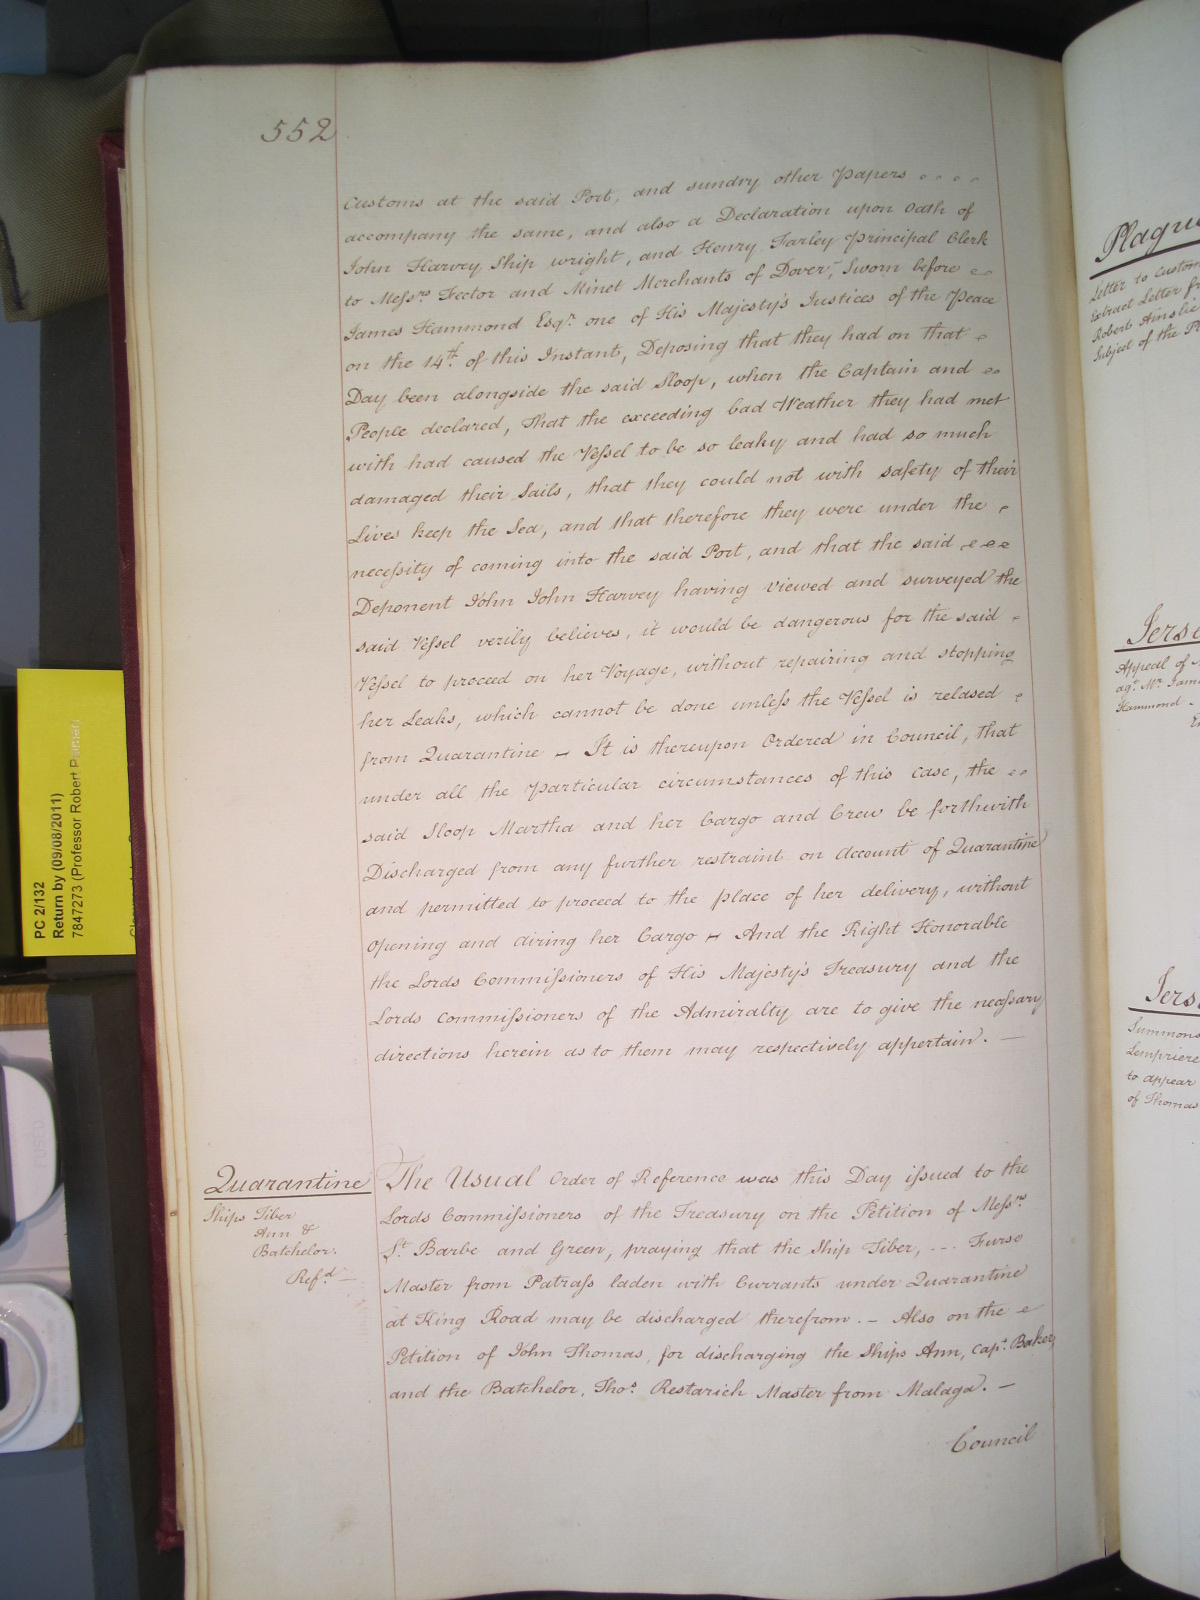 552
Customs at the said Port, and sundry other Papers
accompany the same, and also a Declaration upon Oath of
John Harvey Ship wright, and Henry Farley Principal Clerk
to Messrs Fector and Minet Merchants of Dover, Sworn before
James Hammond Esqr. one of His Majesty's Justices of the Peace
on the 14th. of this Instant, Deposing that they had on that
Day been alongside the said Sloop, when the Captain and
People declared, That the exceeding bad Weather they had met
with had caused the Vessel to be so leaky and had so much
damaged their Sails, that they could not with safety of their
Lives keep the Sea, and that therefore they were under the
necessity of coming into the said Port, and that the said
Deponent John John Harvey having viewed and surveyed the
said Vessel verily believes, it would be dangerous for the said
Vessel to proceed on her Voyage, without repairing and stopping
her Leaks, which cannot be done unless the Vessel is relased
from Quarantine — It is thereupon Ordered in Council, that
under all the Particular circumstances of this case, the
said Sloop Martha and her Cargo and Crew be forthwith
Discharged from any further restraint on Account of Quarantine
and permitted to proceed to the place of her delivery, without
opening and Airing her Cargo — And the Right Honorable
the Lords Commissioners of His Majesty's Treasury and the
Lords Commissioners of the Admiralty are to give the necessary
directions herein as to them may respectively appertain. —
Quarantine
Ships Tiber
Ann &
Batchelor.
Refd. —
The Usual Order of Reference was this Day issued to the
Lords Commissioners of the Treasury on the Petition of Messrs
St. Barbe and Green, praying that the Ship Tiber, --- Furse
Master from Patrass laden with Currants under Quarantine
at King Road may be discharged therefrom. — Also on the
Petition of John Thomas, for discharging the Ships Ann, Capt. Baker,
and the Batchelor, Thos. Restarich Master from Malaga. —
Council
PC 2/132
Return by (09/08/2011)
7847273 (Professor Robert Palmer)
Plague
Letter to Custom
Extract Letter fr
Robert Ainslie
Subject of the Pl
Jers
Appeal of
agt. Mr. Jam
Hammond -
Jers
Summons
Lempriere
to appear
of Thomas